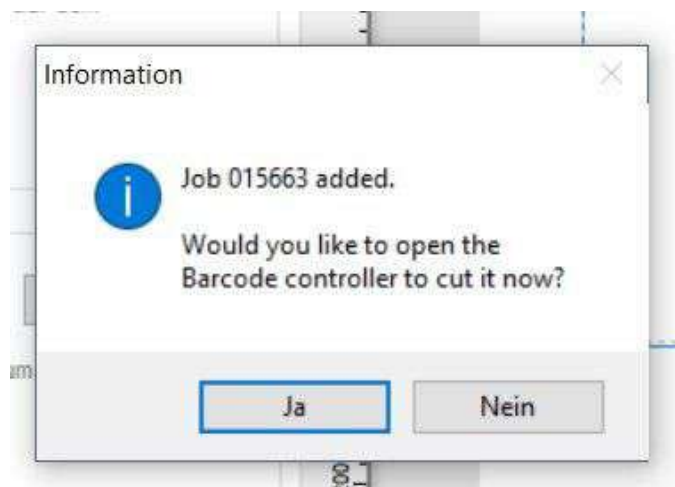 Information
Job 015663 added.
Would you like to open the
Barcode controller to cut it now?
Ja
Nein